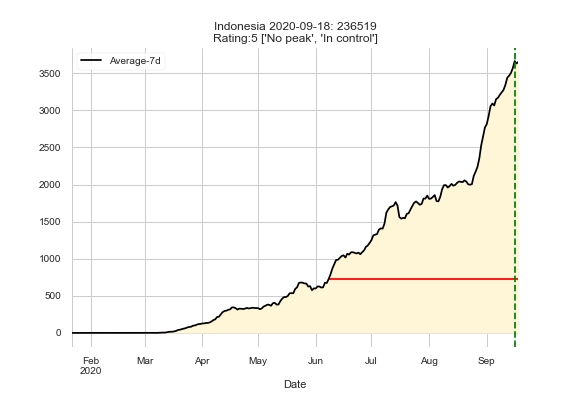 Indonesia 2020-09-18: 236519
Rating:5 ['No peak', 'In control']
Average-7d
3500
3000
2500
2000
1500
1000
500
0
Feb Mar Apr May Jun Jul Aug Sep
2020
Date